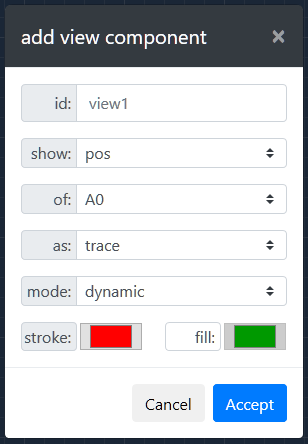 add view component ×
id: view1
show: pos
of: A0
as: trace
mode: dynamic
stroke: fill:
Cancel Accept